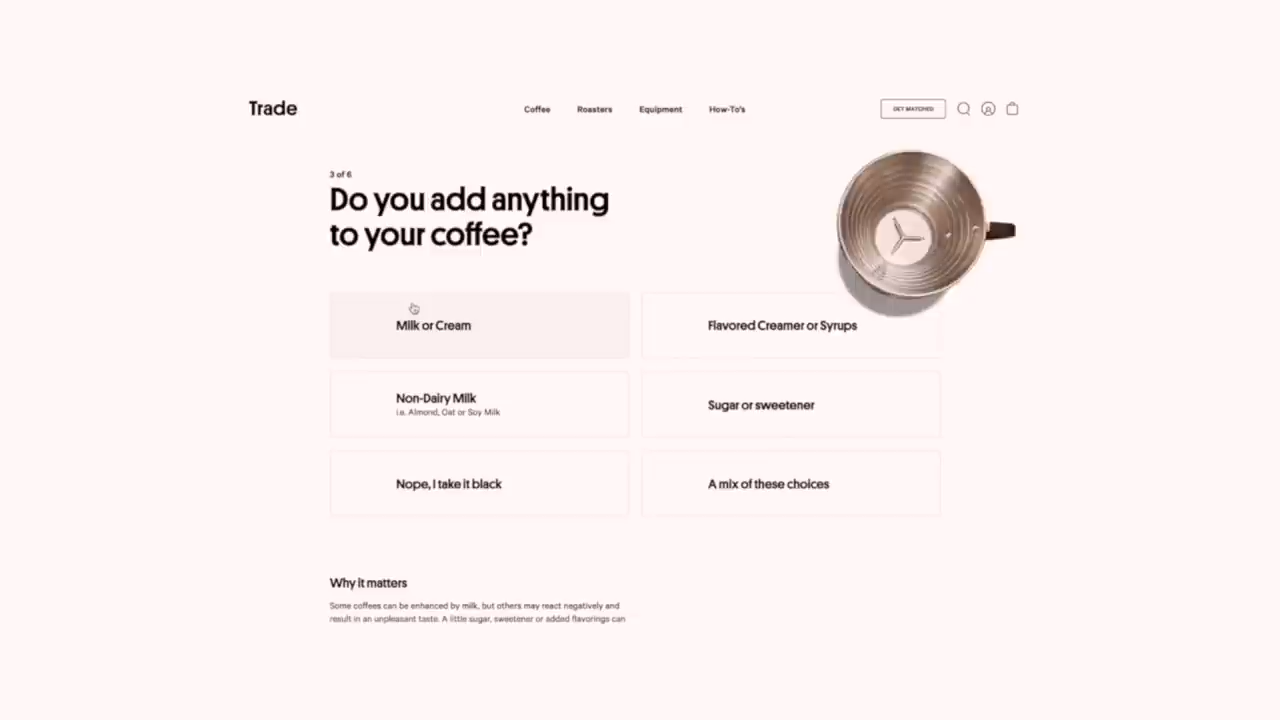 Trade
Coffee
Roasters
Equipment
How-To's
GET MATCHED
3 of 6
Do you add anything
to your coffee?
Milk or Cream
Flavored Creamer or Syrups
Non-Dairy Milk
i.e. Almond, Oat or Soy Milk
Sugar or sweetener
Nope, I take it black
A mix of these choices
Why it matters
Some coffees can be enhanced by milk, but others may react negatively and
result in an unpleasant taste. A little sugar, sweetener or added flavorings can